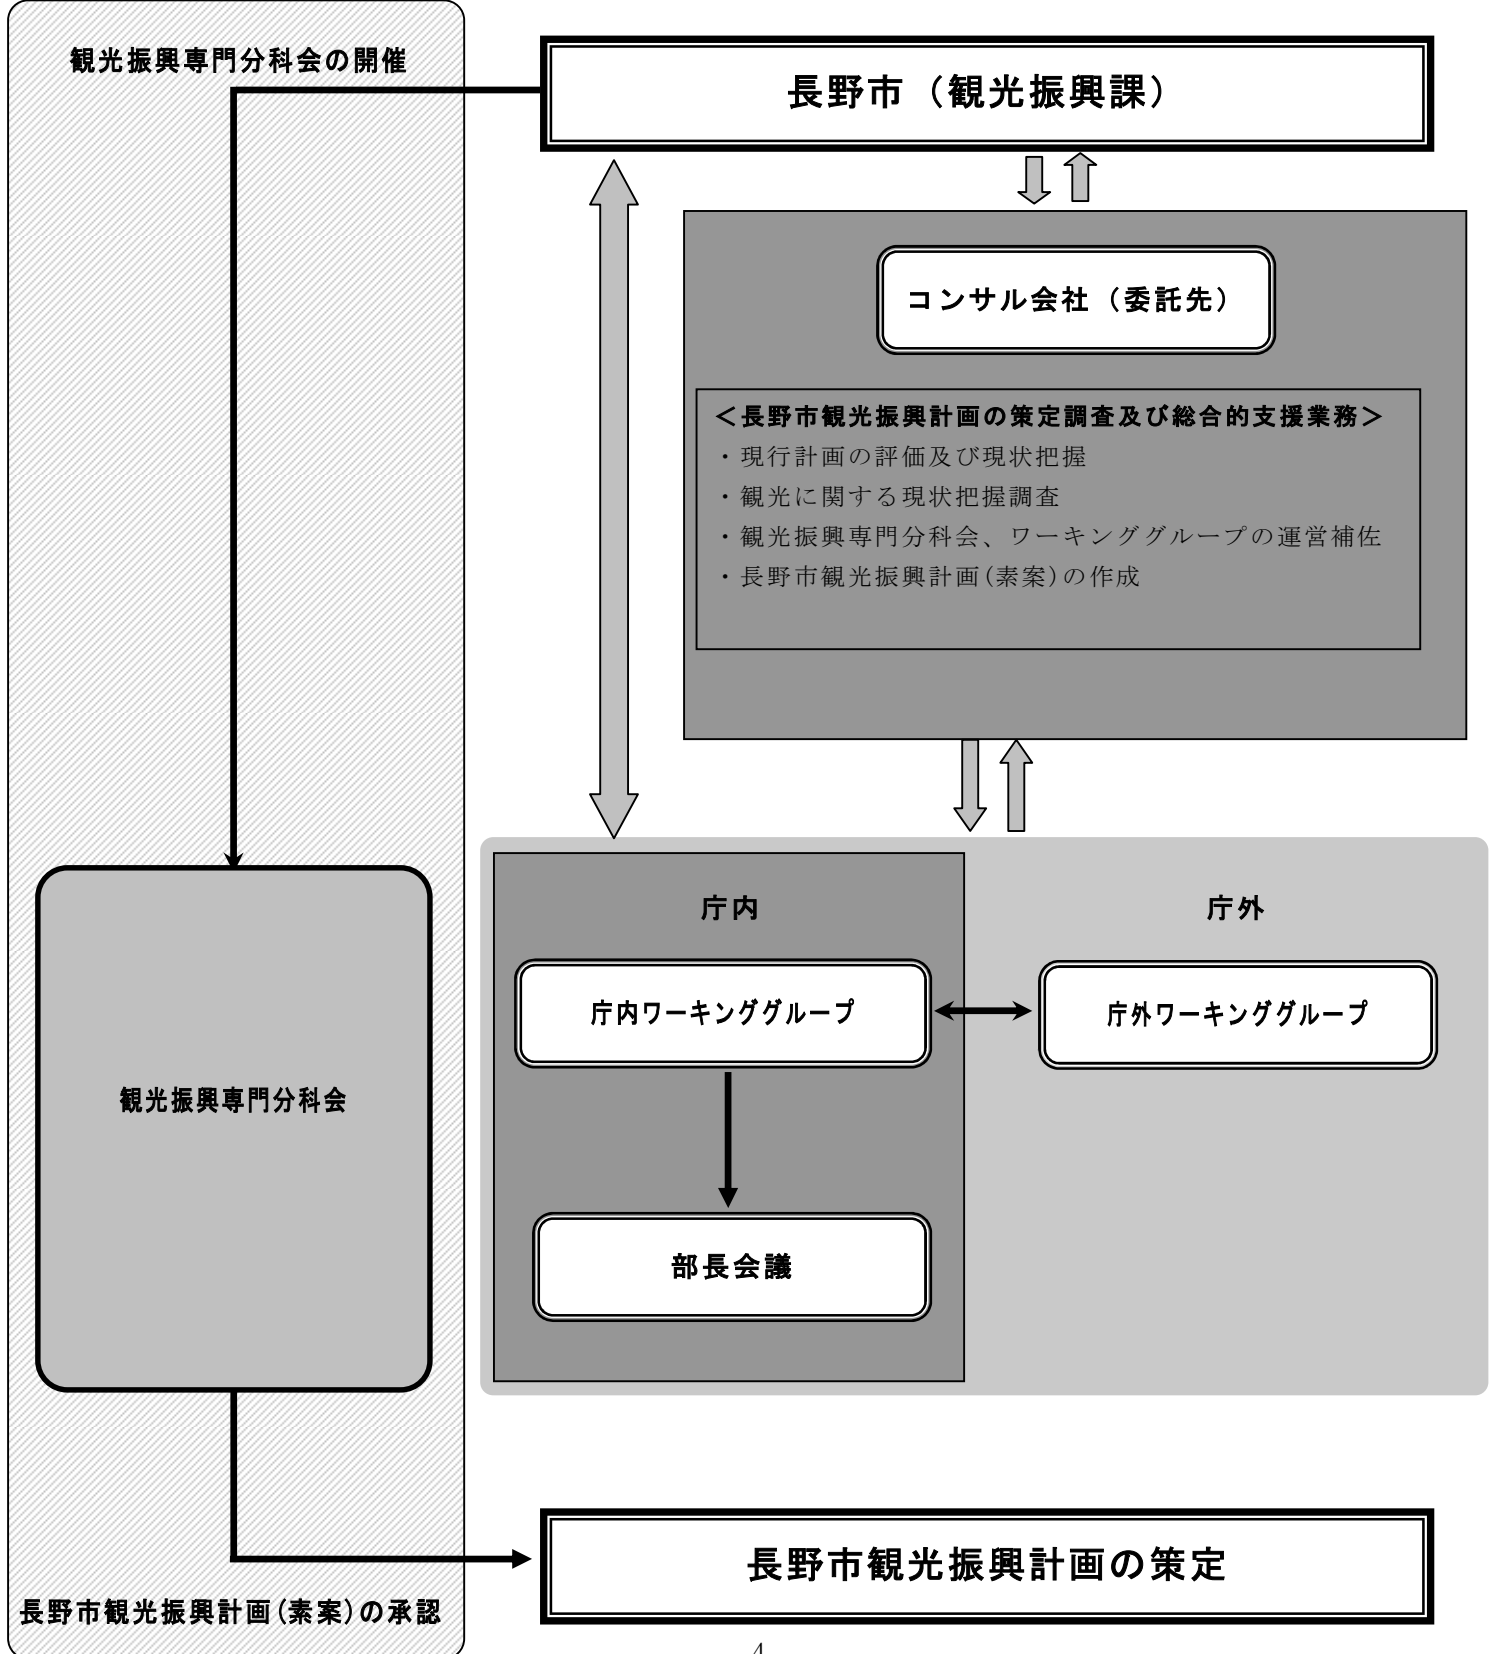 観光振興専門分科会の開催
長野市（観光振興課）
コンサル会社（委託先）
＜長野市観光振興計画の策定調査及び総合的支援業務＞
・現行計画の評価及び現状把握
・観光に関する現状把握調査
・観光振興専門分科会、ワーキンググループの運営補佐
・長野市観光振興計画(素案)の作成
庁内
庁外
庁内ワーキンググループ
庁外ワーキンググループ
観光振興専門分科会
部長会議
長野市観光振興計画の策定
長野市観光振興計画(素案)の承認
4